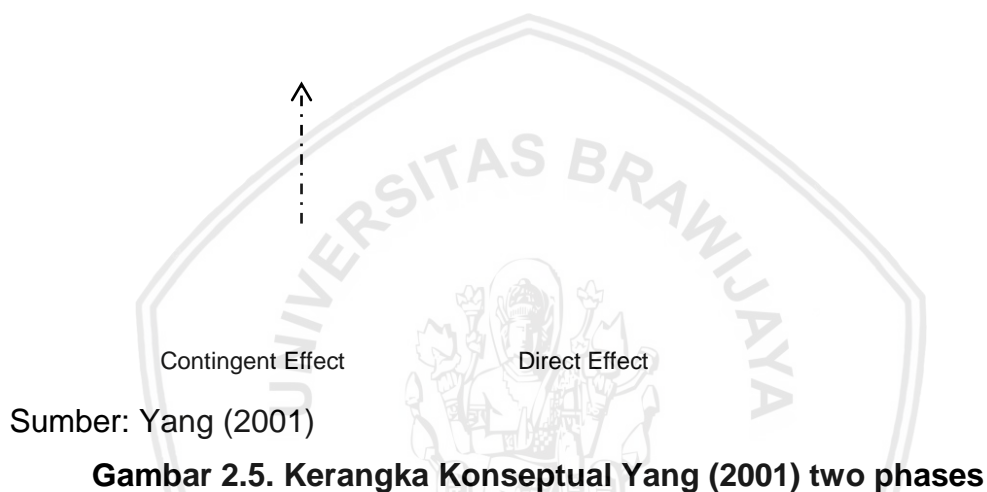 UNIVERSITAS BRAWIJAYA
Contingent Effect Direct Effect
Sumber: Yang (2001)
Gambar 2.5. Kerangka Konseptual Yang (2001) two phases